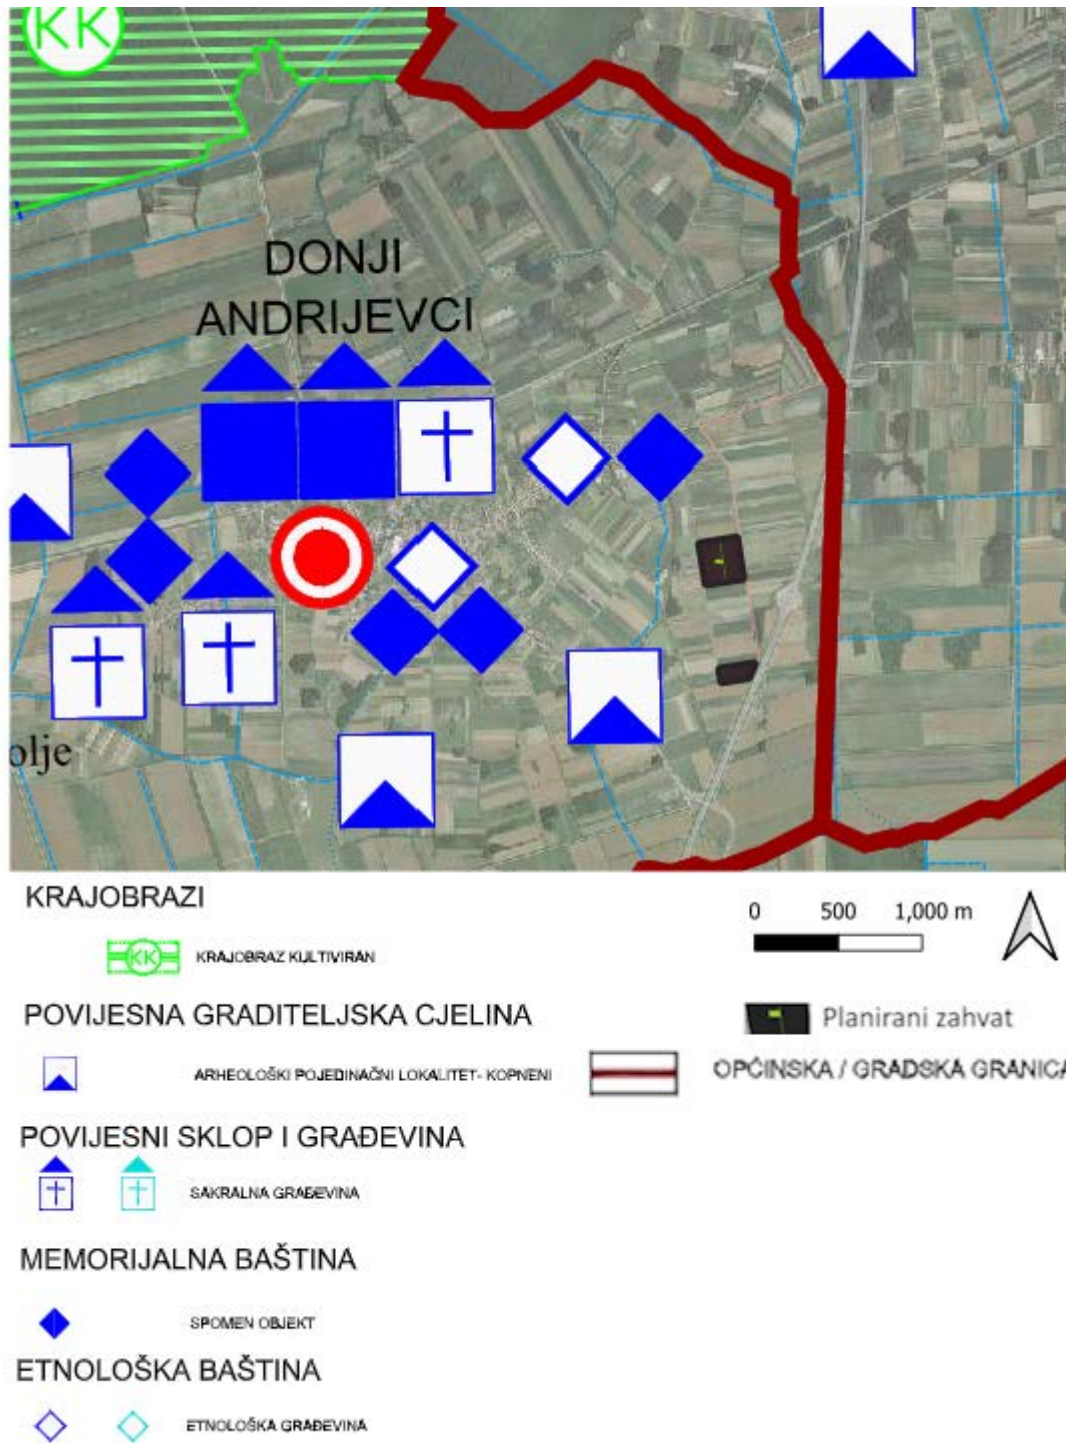 KK
DONJI
ANDRIJEVCI
olje
KRAJOBRAZI
0 500 1,000 m
KK KRAJOBRAZ KULTIVIRAN
POVIJESNA GRADITELJSKA CJELINA
Planirani zahvat
ARHEOLOŠKI POJEDINAČNI LOKALITET- KOPNENI
OPĆINSKA / GRADSKA GRANICA
POVIJESNI SKLOP I GRAĐEVINA
SAKRALNA GRAĐEVINA
MEMORIJALNA BAŠTINA
SPOMEN OBJEKT
ETNOLOŠKA BAŠTINA
ETNOLOŠKA GRAĐEVINA